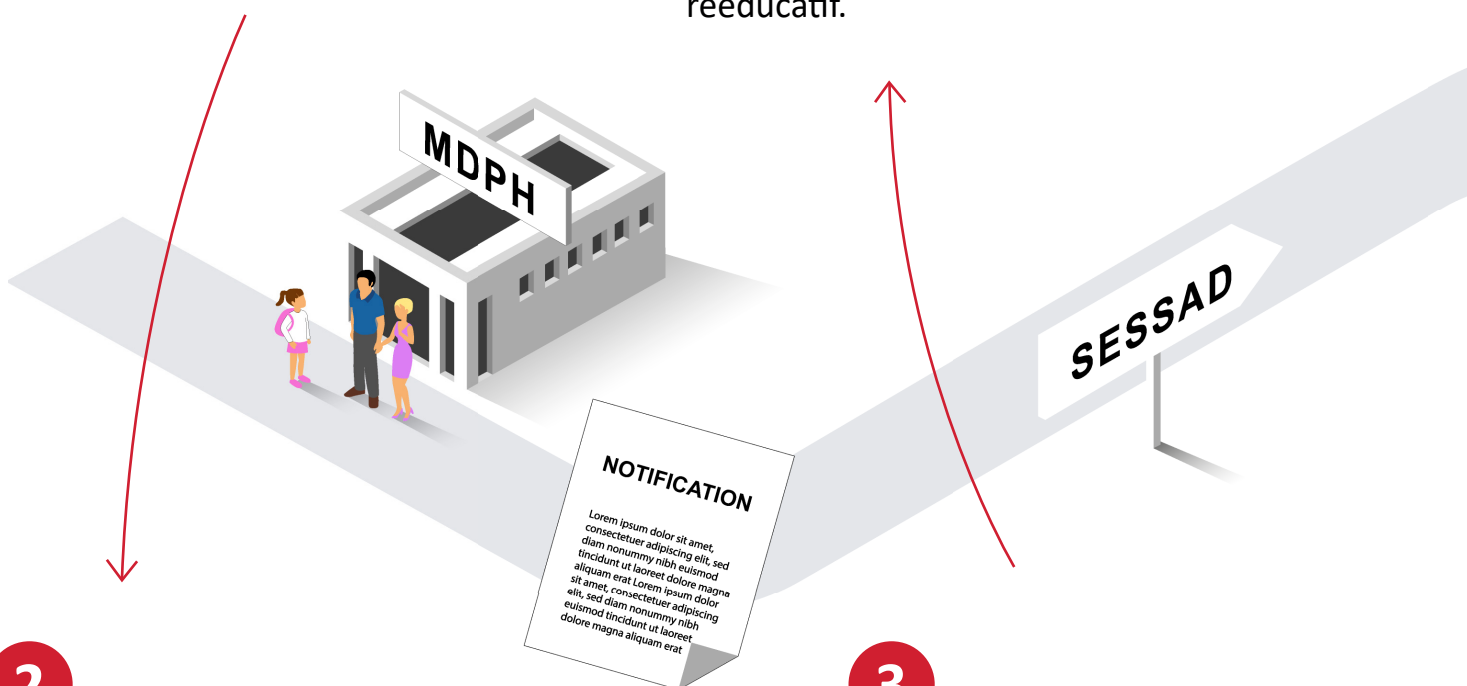 rééducatif.
MDPH
SESSAD
NOTIFICATION
Lorem ipsum dolor sit amet,
consectetuer adipiscing elit, sed
diam nonummy nibh euismod
tincidunt ut laoreet dolore magna
aliquam erat Lorem ipsum dolor
sit amet, consectetuer adipiscing
elit, sed diam nonummy nibh
euismod tincidunt ut laoreet
dolore magna aliquam erat
2
3